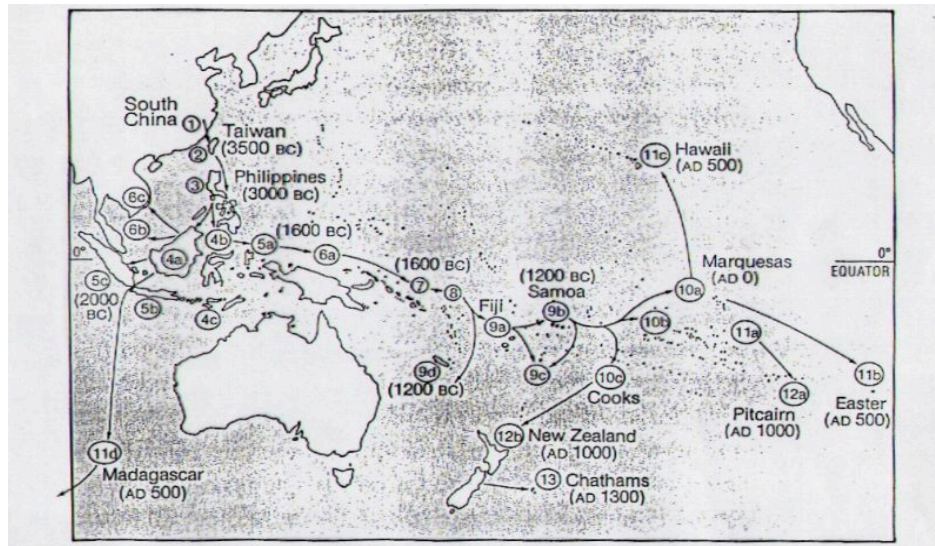 South
China
1
Taiwan
(3500 BC)
2
3
Philippines
(3000 BC)
6c
6b
4b
5a
(1600 BC)
6a
4a
0°
5c
(2000
BC)
5b
4c
(1600 BC)
7
8
Fiji
9a
(1200 BC)
Samoa
9b
9c
9d
(1200 BC)
10a
Marquesas
(AD 0)
10b
10c
Cooks
11c
Hawaii
(AD 500)
0°
EQUATOR
11a
12a
Pitcairn
(AD 1000)
11b
Easter
(AD 500)
11d
Madagascar
(AD 500)
12b
New Zealand
(AD 1000)
13
Chathams
(AD 1300)